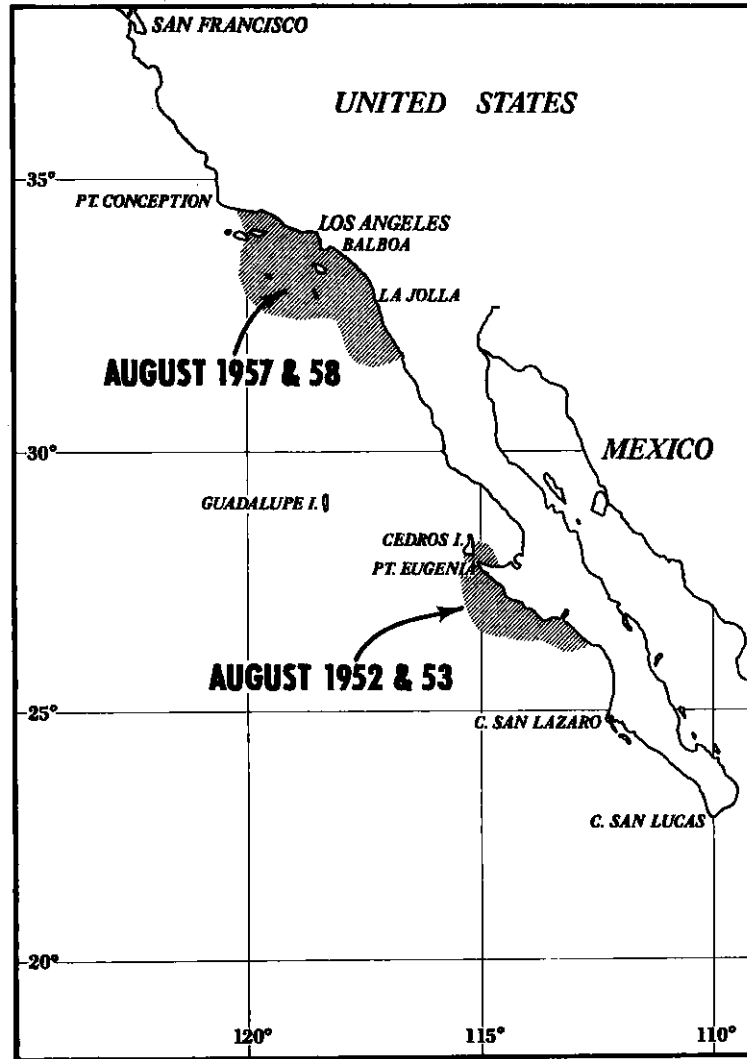 SAN FRANCISCO
UNITED STATES
35°
PT. CONCEPTION
LOS ANGELES
BALBOA
LA JOLLA
AUGUST 1957 & 58
30°
MEXICO
GUADALUPE I.
CEDROS I.
PT. EUGENIA
AUGUST 1952 & 53
25°
C. SAN LAZARO
C. SAN LUCAS
20°
120°
115°
110°